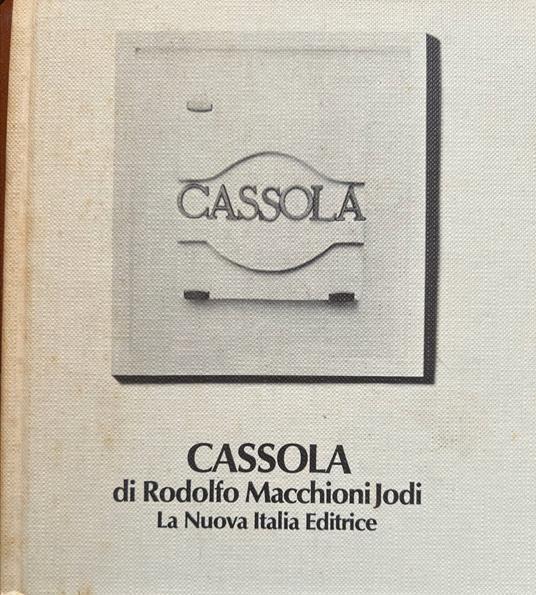 CASSOLA
CASSOLA
di Rodolfo Macchioni Jodi
La Nuova Italia Editrice